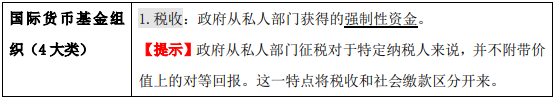 国际货币基金组
织（4 大类）
1.税收：政府从私人部门获得的强制性资金。
【提示】政府从私人部门征税对于特定纳税人来说，并不附带价
值上的对等回报。这一特点将税收和社会缴款区分开来。